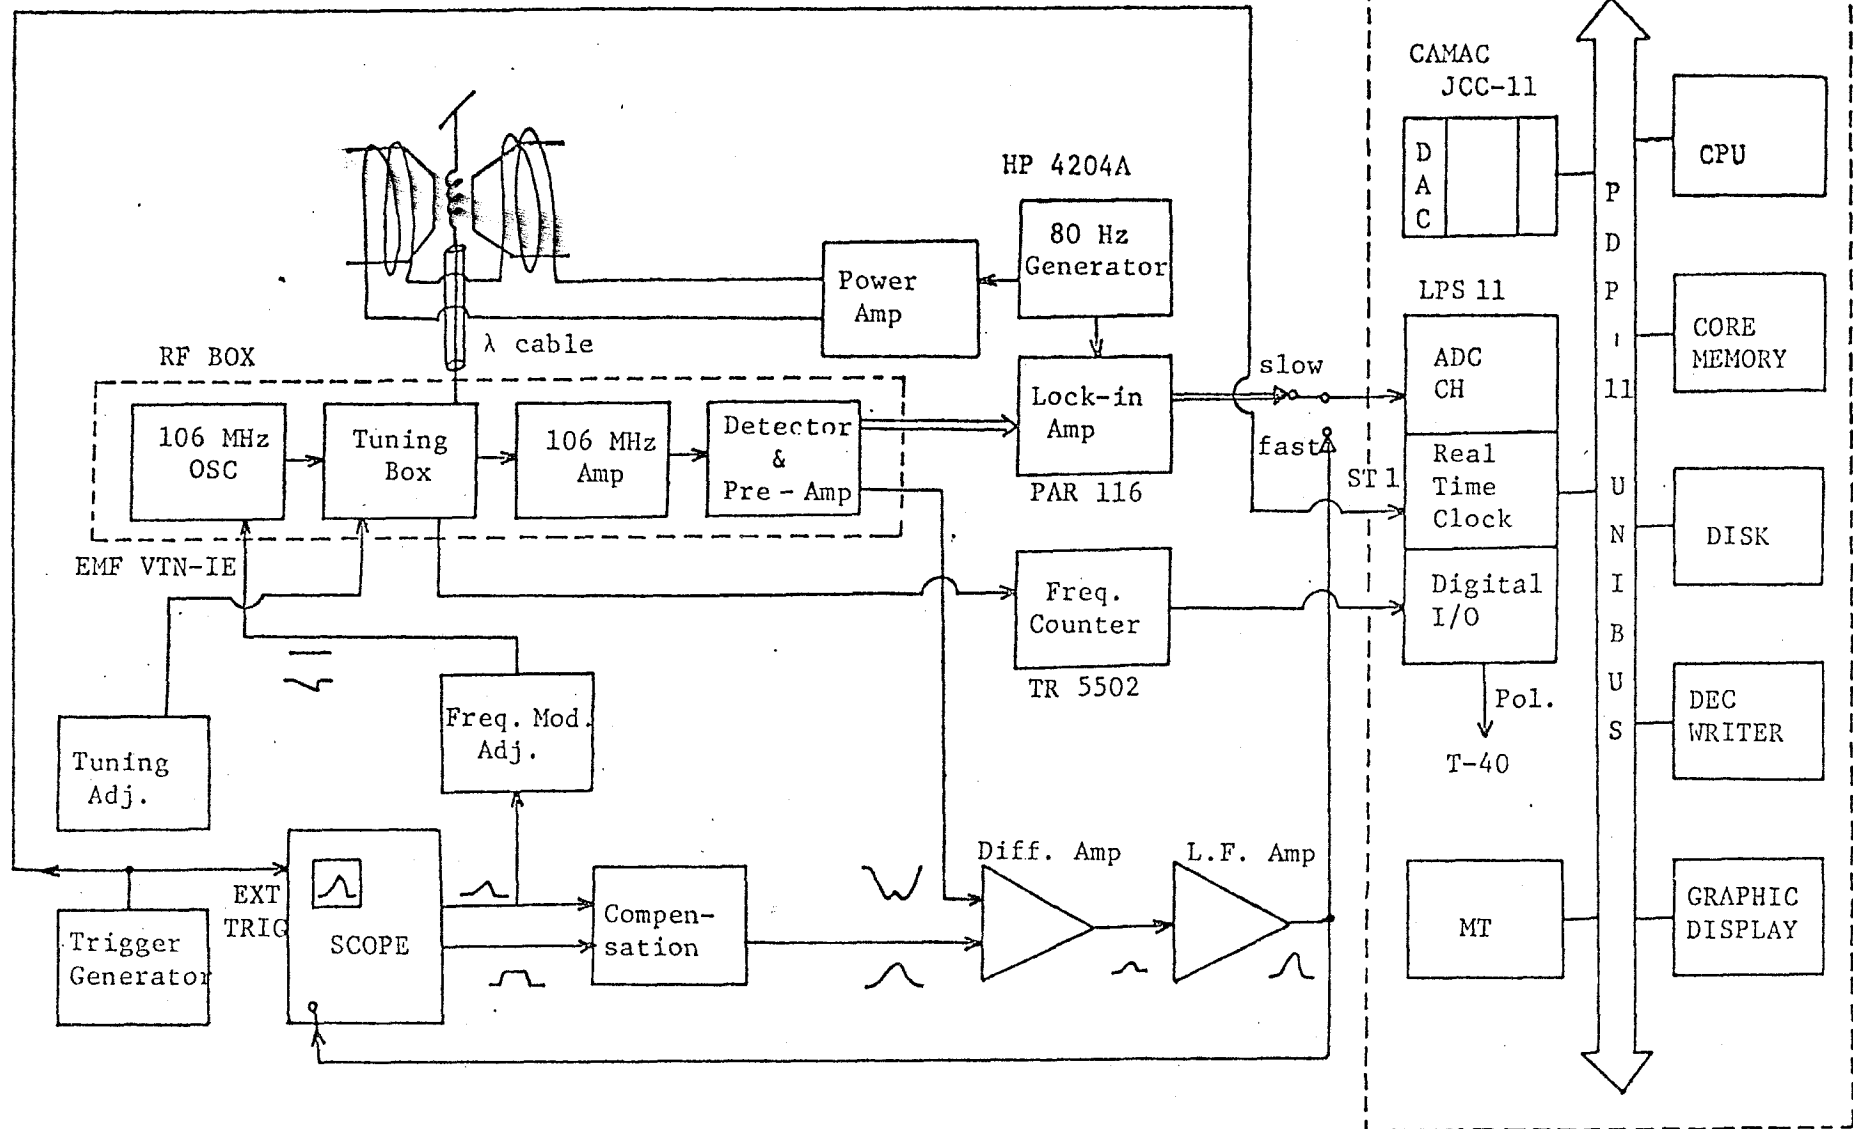 CAMAC
JCC-11
D
A
C
CPU
HP 4204A
80 Hz
Generator
Power
Amp
λ cable
RF BOX
LPS 11
ADC
CH
CORE
MEMORY
slow
fast
Lock-in
Amp
PAR 116
106 MHz
OSC
Tuning
Box
106 MHz
Amp
Detector
&
Pre-Amp
ST 1
Real
Time
Clock
DISK
EMF VTN-IE
Freq.
Counter
TR 5502
Digital
I/O
Pol.
T-40
P
D
P
-
11
U
N
I
B
U
S
DEC
WRITER
Tuning
Adj.
Freq. Mod.
Adj.
Diff. Amp
L.F. Amp
EXT
TRIG
SCOPE
Compen-
sation
Trigger
Generator
MT
GRAPHIC
DISPLAY